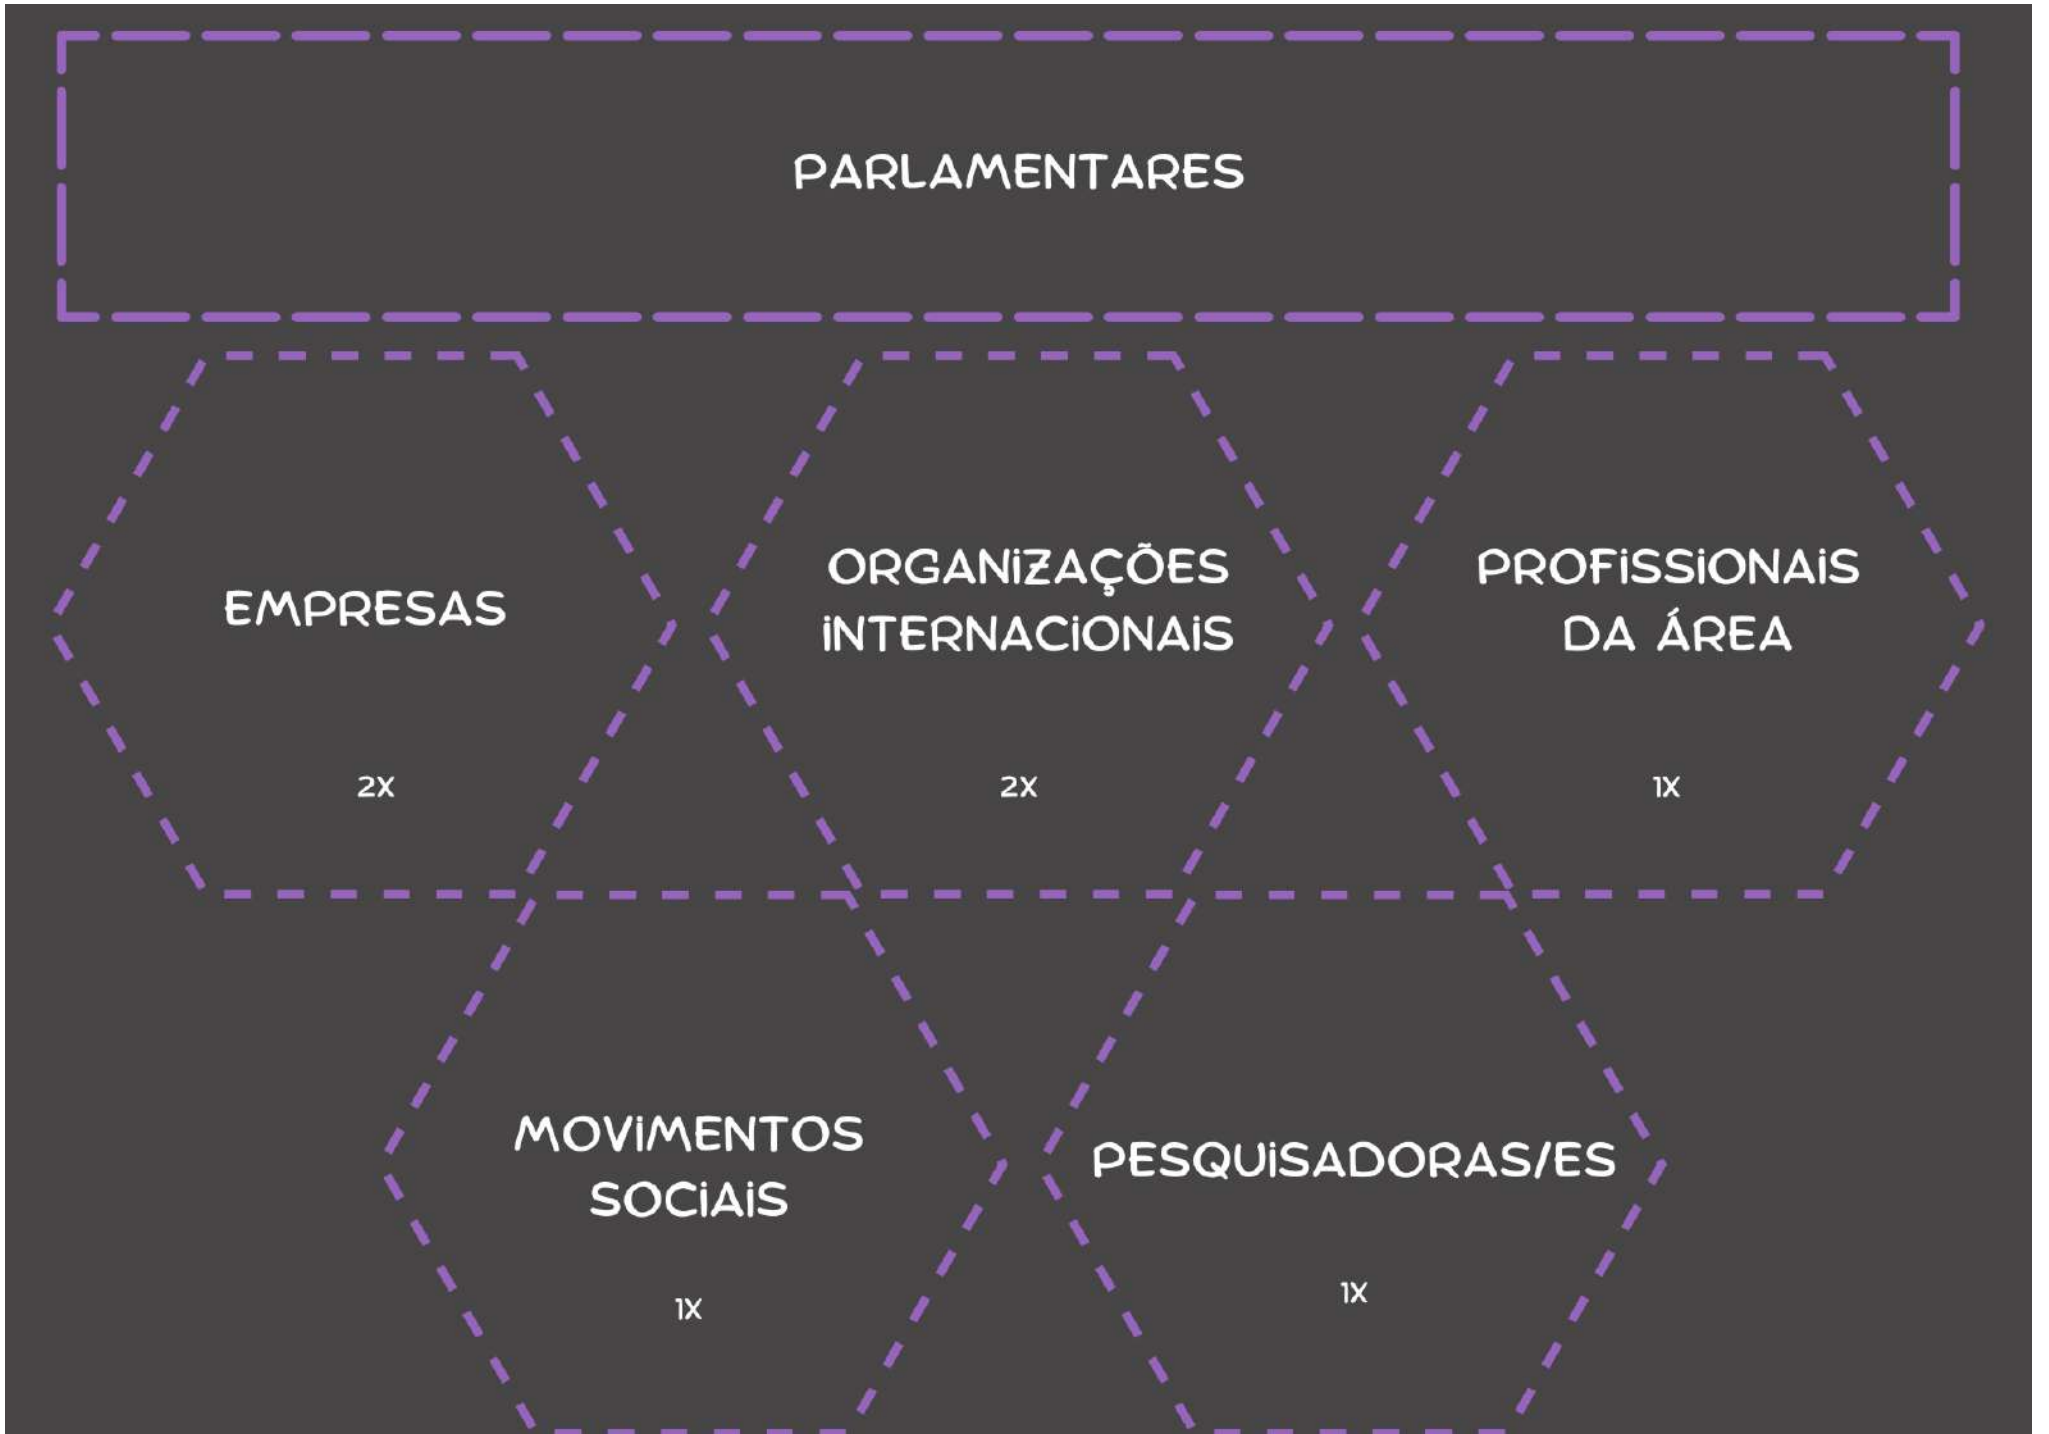 PARLAMENTARES
EMPRESAS
2X
ORGANIZAÇÕES
INTERNACIONAIS
2X
PROFISSIONAIS
DA ÁREA
1X
MOVIMENTOS
SOCIAIS
1X
PESQUISADORAS/ES
1X